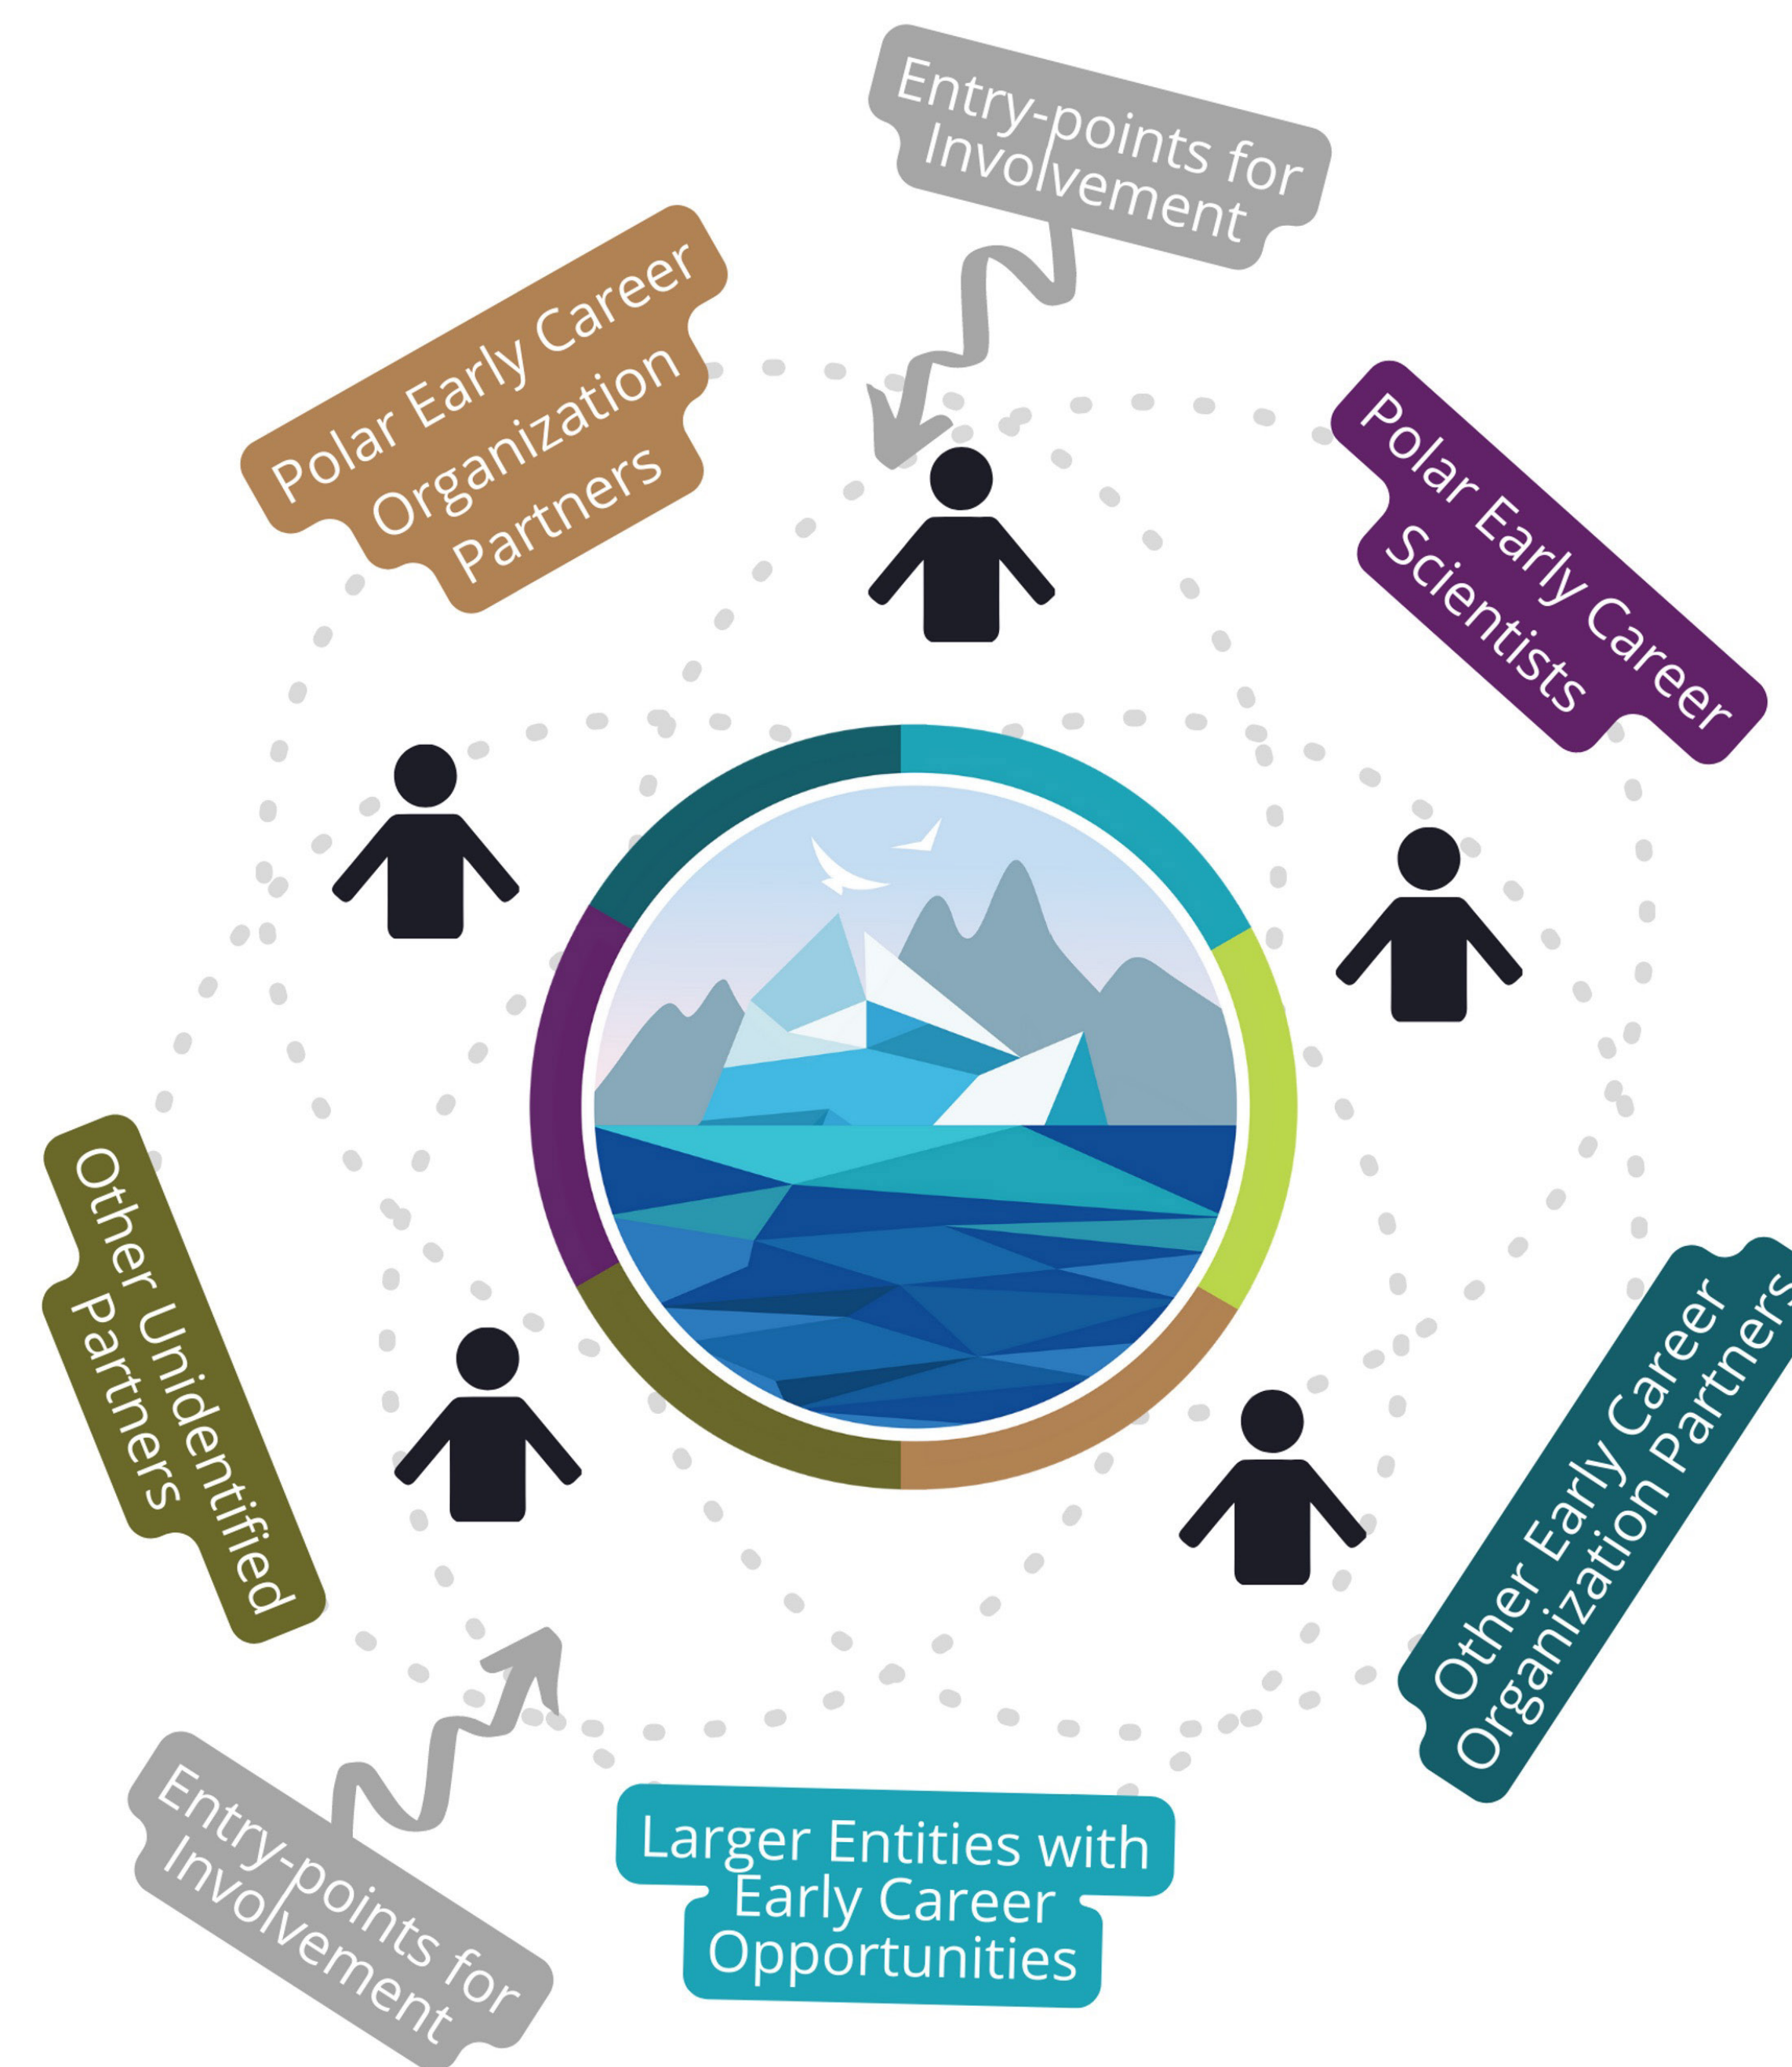 Entry-points for
Involvement
Polar Early Career
Organization
Partners
Polar Early Career
Scientists
Other Unidentified
Partners
Other Early Career
Organization Partners
Larger Entities with
Early Career
Opportunities
Entry-points for
Involvement